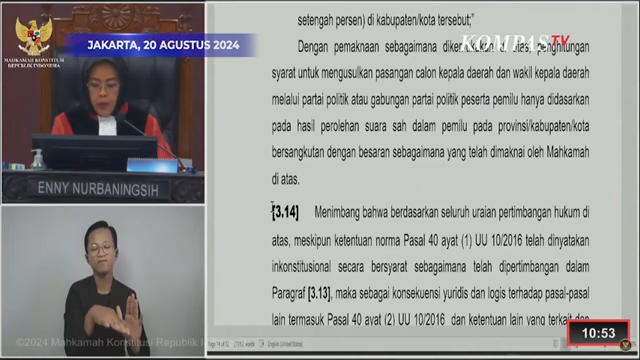 MAHKAMAH KONSTITUSI
REPUBLIK INDONESIA
JAKARTA, 20 AGUSTUS 2024
KOMPASTV
ENNY NURBANINGSIH
©2024 Mahkamah Konstitusi Republik
setengah persen) di kabupaten/kota tersebut;"
Dengan pemaknaan sebagaimana di atas, penghitungan
syarat untuk mengusulkan pasangan calon kepala daerah dan wakil kepala daerah
melalui partai politik atau gabungan partai politik peserta pemilu hanya didasarkan
pada hasil perolehan suara sah dalam pemilu pada provinsi/kabupaten/kota
bersangkutan dengan besaran sebagaimana yang telah dimaknai oleh Mahkamah
di atas.
[3.14] Menimbang bahwa berdasarkan seluruh uraian pertimbangan hukum di
atas, meskipun ketentuan norma Pasal 40 ayat (1) UU 10/2016 telah dinyatakan
inkonstitusional secara bersyarat sebagaimana telah dipertimbangkan dalam
Paragraf [3.13], maka sebagai konsekuensi yuridis dan logis terhadap pasal-pasal
lain termasuk Pasal 40 ayat (2) UU 10/2016 dan ketentuan lain yang terkait dan
English (United States)
10:53